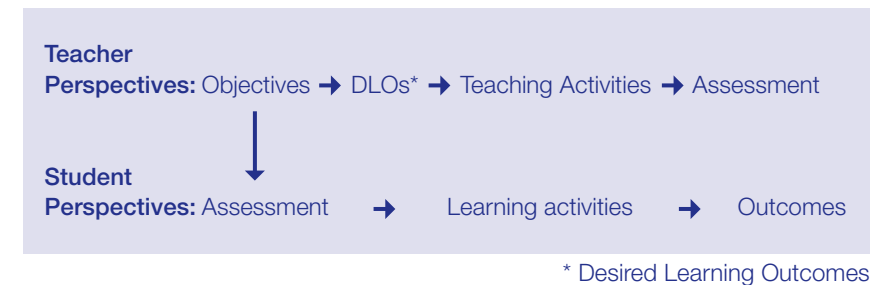 Teacher
Perspectives: Objectives → DLOs* → Teaching Activities → Assessment
Student
Perspectives: Assessment → Learning activities → Outcomes
* Desired Learning Outcomes